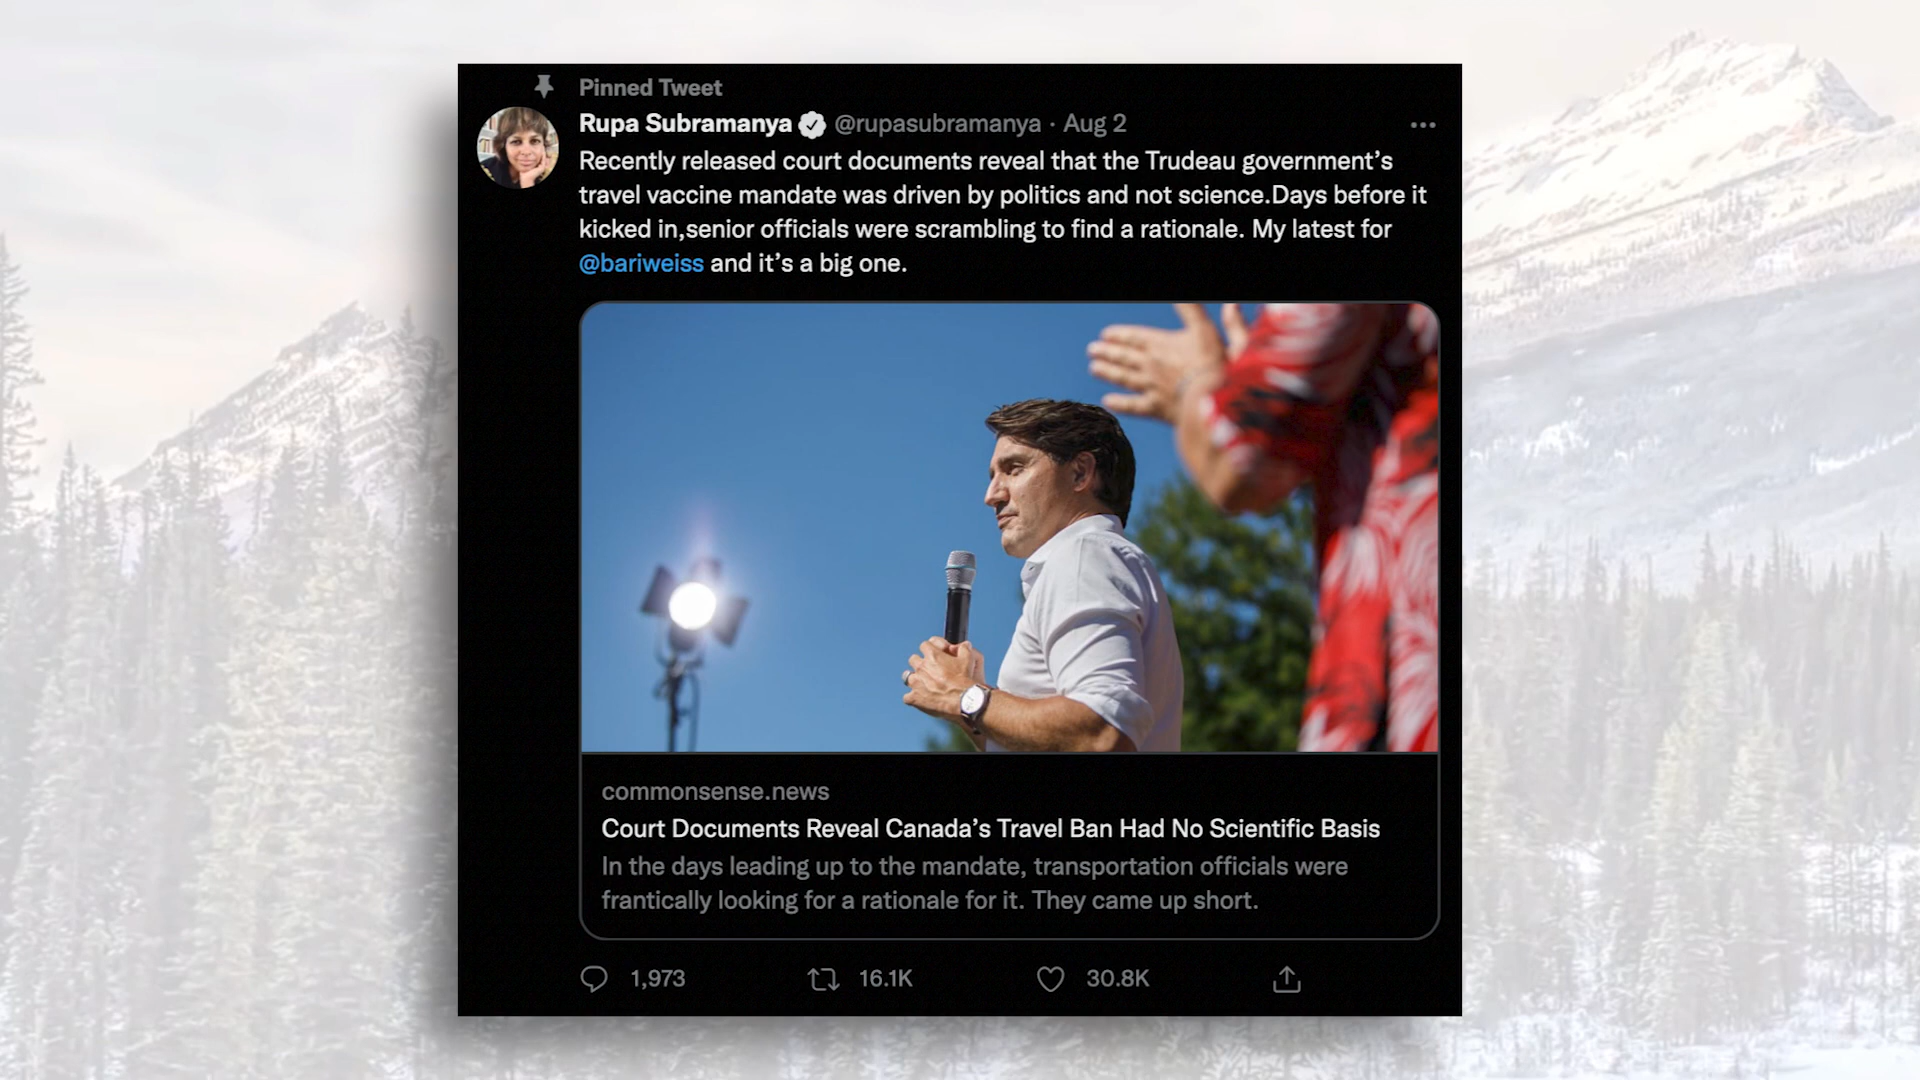 Pinned Tweet
Rupa Subramanya @rupasubramanya · Aug 2
Recently released court documents reveal that the Trudeau government’s
travel vaccine mandate was driven by politics and not science.Days before it
kicked in,senior officials were scrambling to find a rationale. My latest for
@bariweiss and it’s a big one.
commonsense.news
Court Documents Reveal Canada’s Travel Ban Had No Scientific Basis
In the days leading up to the mandate, transportation officials were
frantically looking for a rationale for it. They came up short.
1,973 16.1K 30.8K